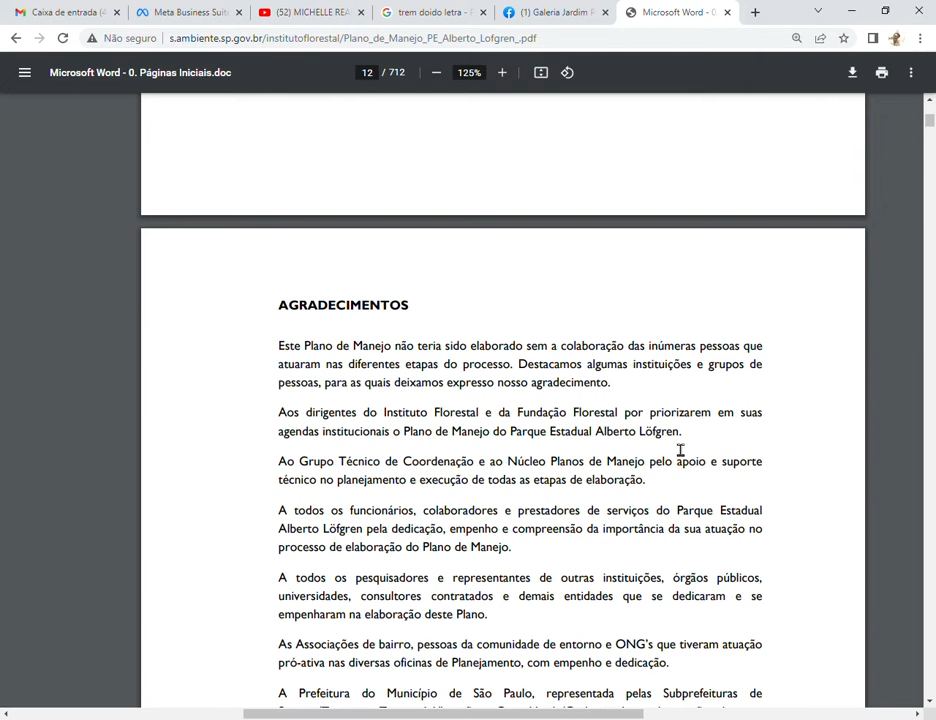 Caixa de entrada (4
Meta Business Suit
(52) MICHELLE REA
trem doido letra -
(1) Galeria Jardim P
Microsoft Word - 0
Não seguro
s.ambiente.sp.gov.br/institutoflorestal/Plano_de_Manejo_PE_Alberto_Lofgren_.pdf
Microsoft Word - 0. Páginas Iniciais.doc
12 / 712
125%
AGRADECIMENTOS
Este Plano de Manejo não teria sido elaborado sem a colaboração das inúmeras pessoas que
atuaram nas diferentes etapas do processo. Destacamos algumas instituições e grupos de
pessoas, para as quais deixamos expresso nosso agradecimento.
Aos dirigentes do Instituto Florestal e da Fundação Florestal por priorizarem em suas
agendas institucionais o Plano de Manejo do Parque Estadual Alberto Löfgren.
Ao Grupo Técnico de Coordenação e ao Núcleo Planos de Manejo pelo apoio e suporte
técnico no planejamento e execução de todas as etapas de elaboração.
A todos os funcionários, colaboradores e prestadores de serviços do Parque Estadual
Alberto Löfgren pela dedicação, empenho e compreensão da importância da sua atuação no
processo de elaboração do Plano de Manejo.
A todos os pesquisadores e representantes de outras instituições, órgãos públicos,
universidades, consultores contratados e demais entidades que se dedicaram e se
empenharam na elaboração deste Plano.
As Associações de bairro, pessoas da comunidade de entorno e ONG's que tiveram atuação
pró-ativa nas diversas oficinas de Planejamento, com empenho e dedicação.
A Prefeitura do Município de São Paulo, representada pelas Subprefeituras de